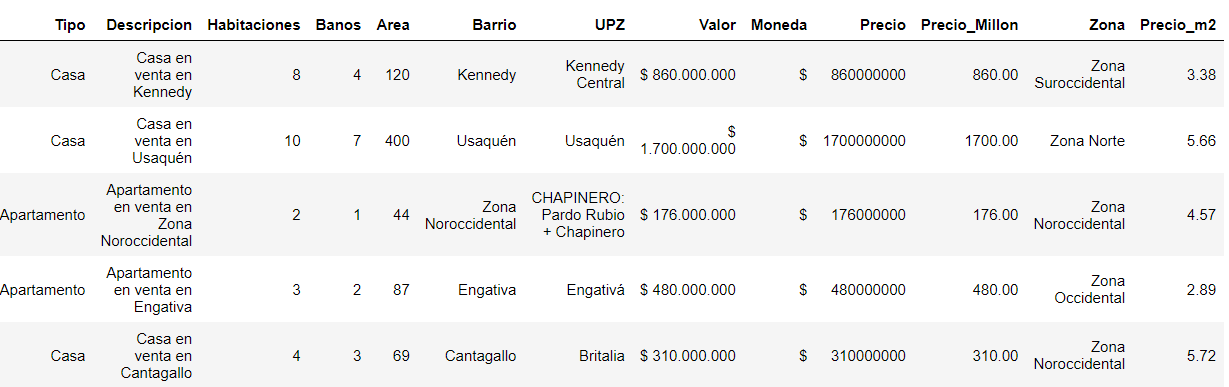 Tipo Descripcion Habitaciones Banos Area Barrio UPZ Valor Moneda Precio Precio_Millon Zona Precio_m2
Casa Casa en venta en Kennedy 8 4 120 Kennedy Kennedy Central $ 860.000.000 $ 860000000 860.00 Zona Suroccidental 3.38
Casa Casa en venta en Usaquén 10 7 400 Usaquén Usaquén $ 1.700.000.000 $ 1700000000 1700.00 Zona Norte 5.66
Apartamento Apartamento en venta en Zona Noroccidental 2 1 44 Zona Noroccidental CHAPINERO: Pardo Rubio + Chapinero $ 176.000.000 $ 176000000 176.00 Zona Noroccidental 4.57
Apartamento Apartamento en venta en Engativa 3 2 87 Engativa Engativá $ 480.000.000 $ 480000000 480.00 Zona Occidental 2.89
Casa Casa en venta en Cantagallo 4 3 69 Cantagallo Britalia $ 310.000.000 $ 310000000 310.00 Zona Noroccidental 5.72